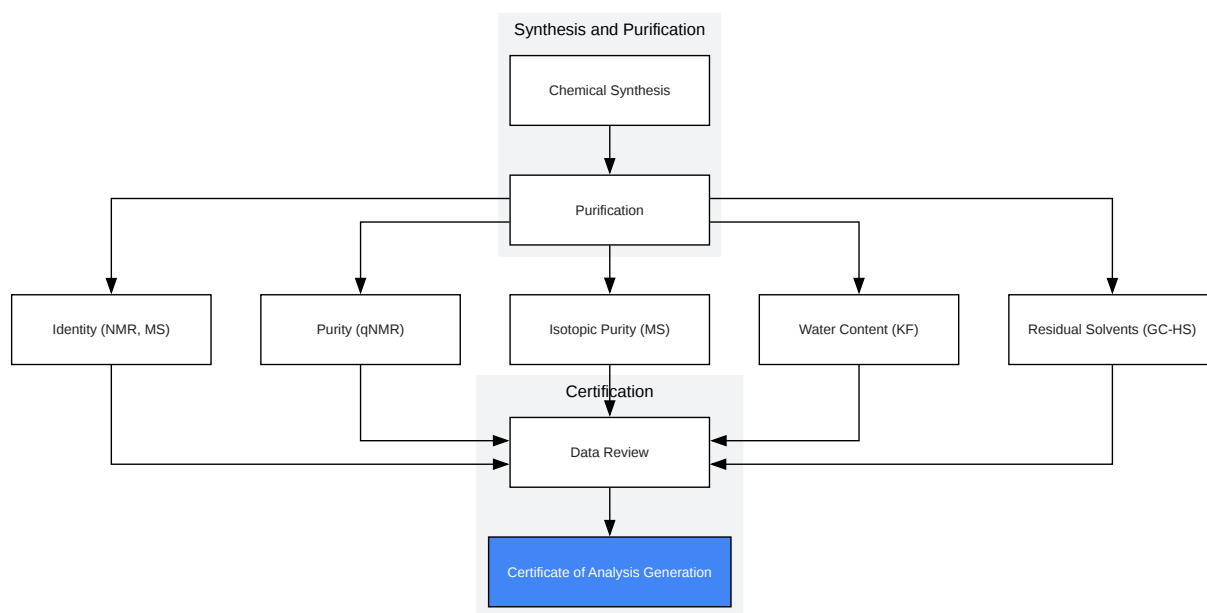 Synthesis and Purification
Chemical Synthesis
Purification
Identity (NMR, MS)
Purity (qNMR)
Isotopic Purity (MS)
Water Content (KF)
Residual Solvents (GC-HS)
Certification
Data Review
Certificate of Analysis Generation